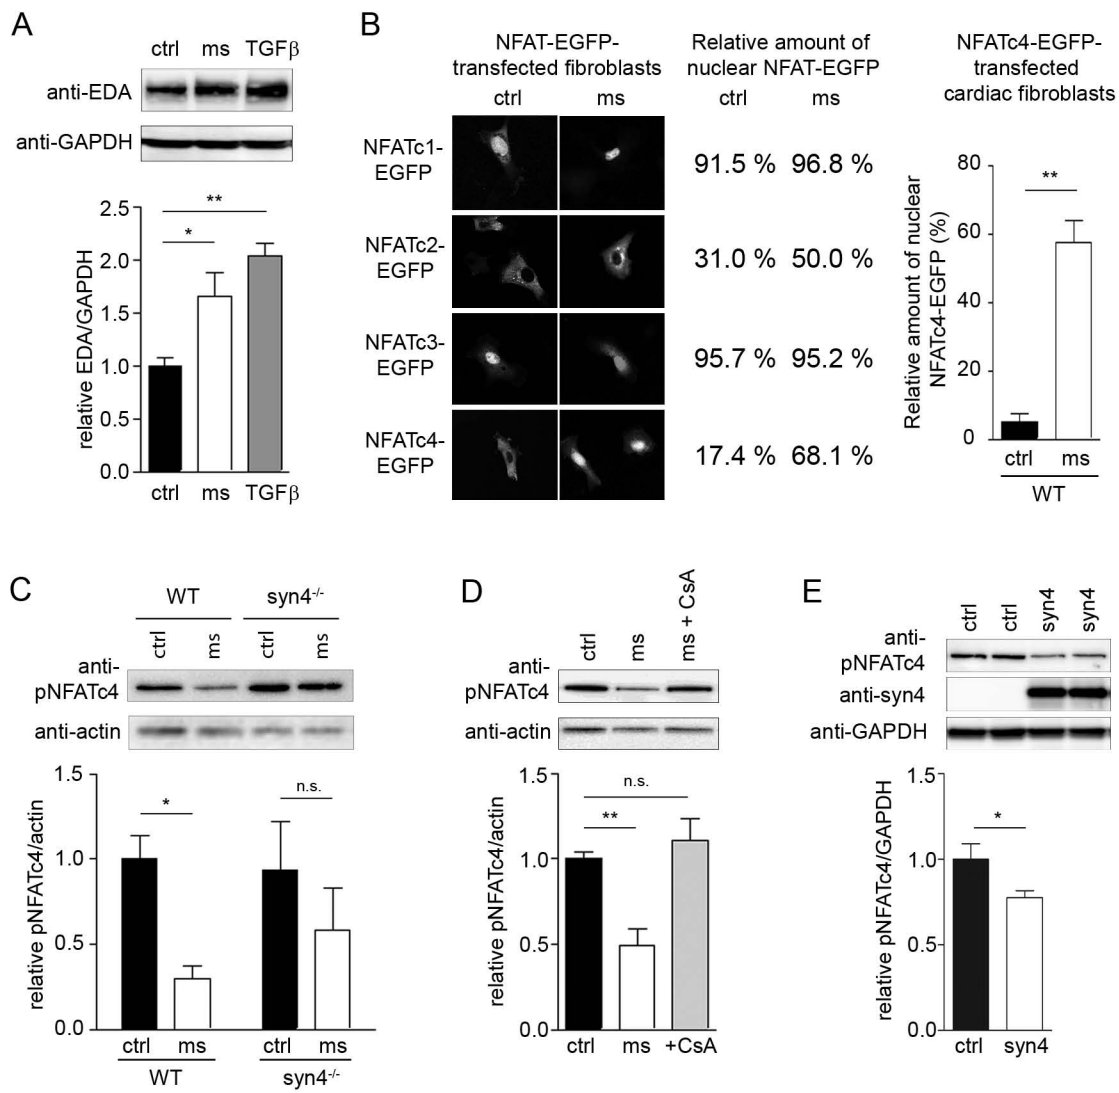 A
ctrl ms TGFβ
anti-EDA
anti-GAPDH
relative EDA/GAPDH
2.5
2.0
1.5
1.0
0.5
0.0
* **
ctrl ms TGFβ
B
NFAT-EGFP-
transfected fibroblasts
ctrl ms
Relative amount of
nuclear NFAT-EGFP
ctrl ms
NFATc1-
EGFP
91.5 % 96.8 %
NFATc2-
EGFP
31.0 % 50.0 %
NFATc3-
EGFP
95.7 % 95.2 %
NFATc4-
EGFP
17.4 % 68.1 %
NFATc4-EGFP-
transfected
cardiac fibroblasts
Relative amount of nuclear
NFATc4-EGFP (%)
80
60
40
20
0
**
ctrl ms
WT
C
WT syn4-/-
ctrl ms ctrl ms
anti-
pNFATc4
anti-actin
relative pNFATc4/actin
1.5
1.0
0.5
0.0
* n.s.
ctrl ms ctrl ms
WT syn4-/-
D
ctrl ms ms + CsA
anti-
pNFATc4
anti-actin
relative pNFATc4/actin
1.5
1.0
0.5
0.0
n.s.
**
ctrl ms +CsA
E
ctrl ctrl syn4 syn4
anti-
pNFATc4
anti-syn4
anti-GAPDH
relative pNFATc4/GAPDH
1.5
1.0
0.5
0.0
*
ctrl syn4